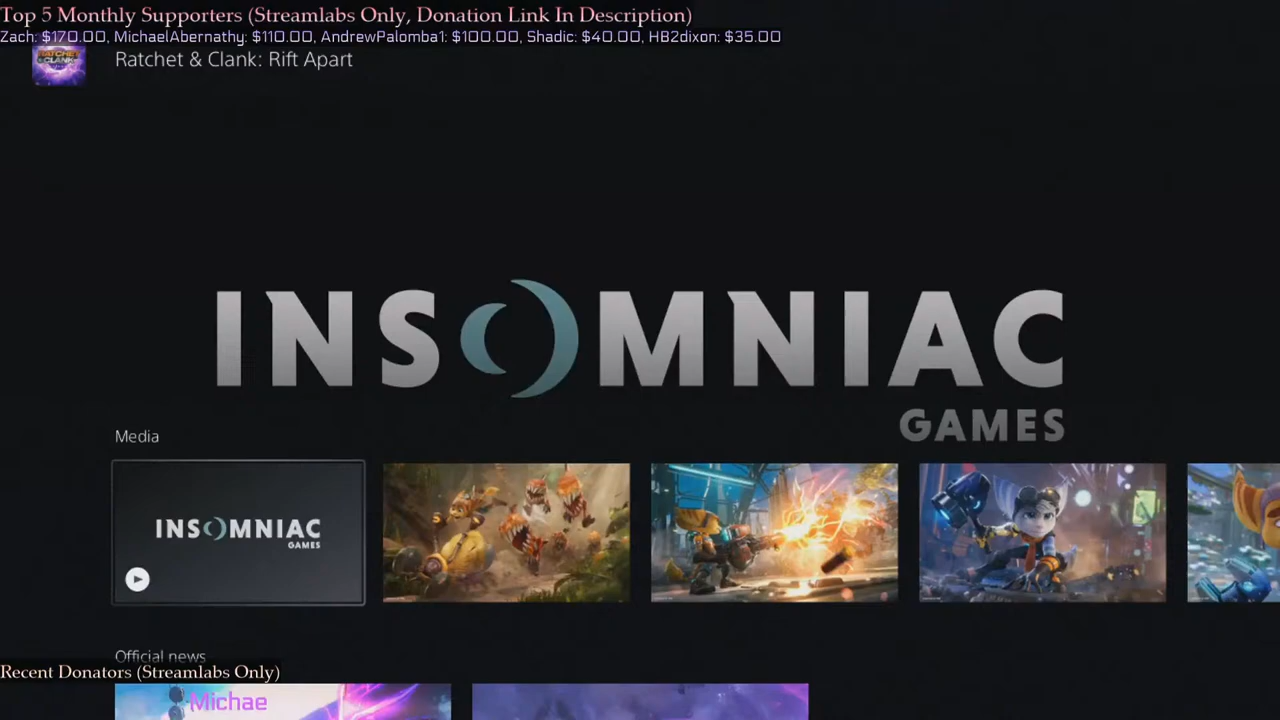 Top 5 Monthly Supporters (Streamlabs Only, Donation Link In Description)
Zach: $170.00, MichaelAbernathy: $110.00, AndrewPalomba1: $100.00, Shadic: $40.00, HB2dixon: $35.00
RATCHET & CLANK
Ratchet & Clank: Rift Apart
INSOMNIAC
GAMES
Media
INSOMNIAC
GAMES
Official news
Recent Donators (Streamlabs Only)
Michae